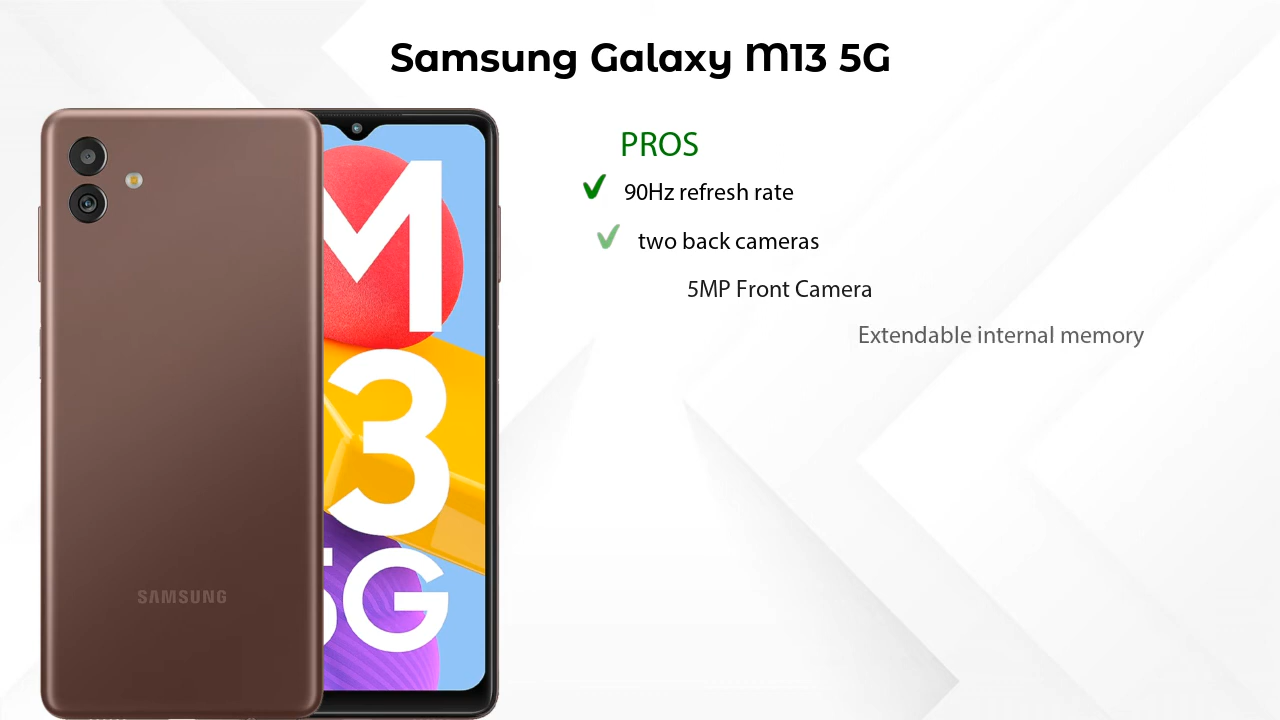 Samsung Galaxy M13 5G
PROS
90Hz refresh rate
two back cameras
5MP Front Camera
Extendable internal memory
M
3
5G
SAMSUNG